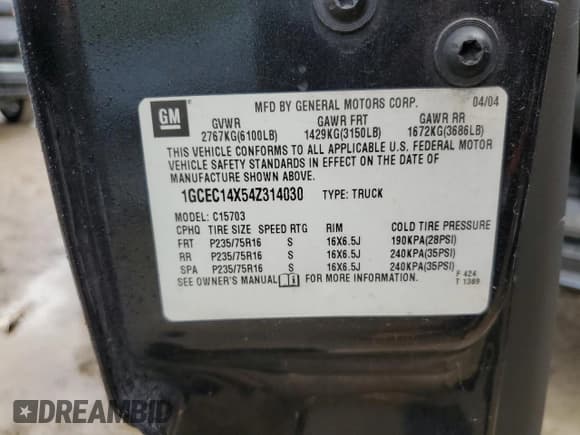 GM
MFD BY GENERAL MOTORS CORP. 04/04
GVWR GAWR FRT GAWR RR
2767KG(6100LB) 1429KG(3150LB) 1672KG(3686LB)
THIS VEHICLE CONFORMS TO ALL APPLICABLE U.S. FEDERAL MOTOR
VEHICLE SAFETY STANDARDS IN EFFECT ON THE DATE OF
MANUFACTURE SHOWN ABOVE.
1GCEC14X54Z314030 TYPE: TRUCK
MODEL: C15703
CPHQ TIRE SIZE SPEED RTG RIM COLD TIRE PRESSURE
FRT P235/75R16 S 16X6.5J 190KPA(28PSI)
RR P235/75R16 S 16X6.5J 240KPA(35PSI)
SPA P235/75R16 S 16X6.5J 240KPA(35PSI)
SEE OWNER'S MANUAL FOR MORE INFORMATION.
F 424
T 1369
DREAMBID